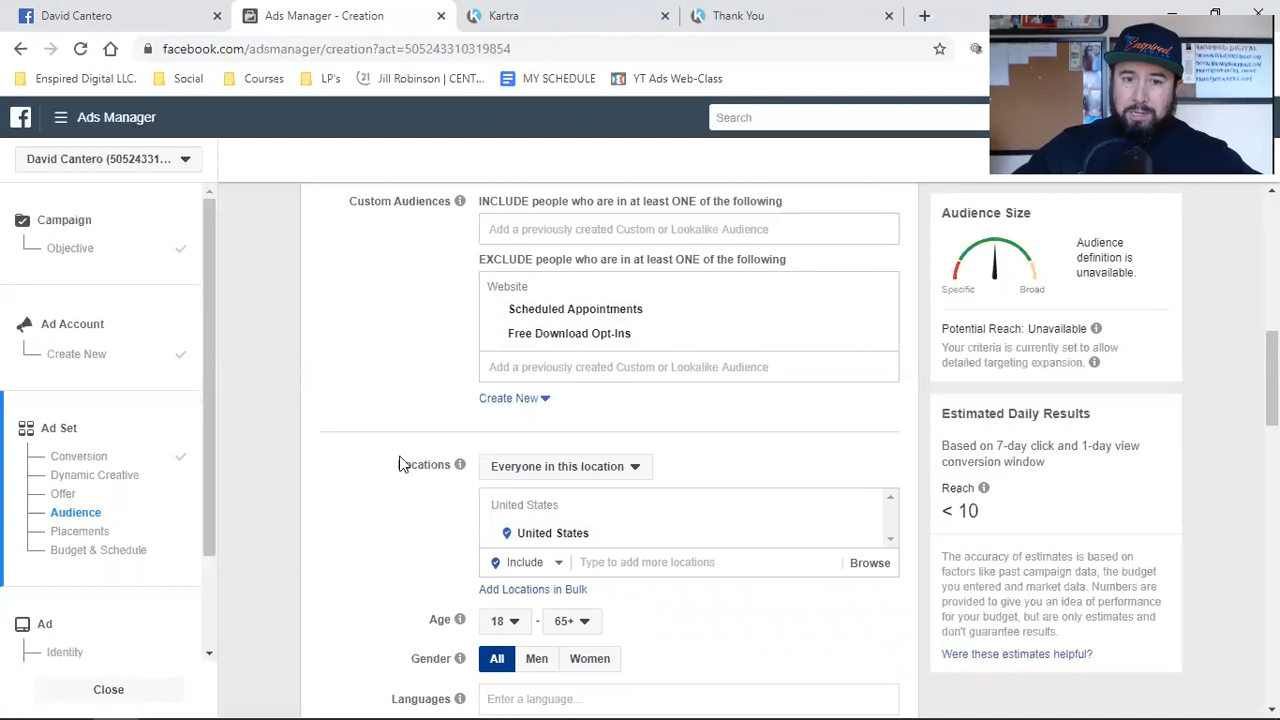 David Cantero
Ads Manager - Creation
Kartra
Thank You
facebook.com/adsmanager/creation?act=505243310319854
Enspired Digital LLC.
Social
Courses
LP's
Jill Robinson | CENT...
MY SCHEDULE
YT Ads Web-Class
Ads Manager
Search
David Cantero (50524331...
Campaign
Objective
Ad Account
Create New
Ad Set
Conversion
Dynamic Creative
Offer
Audience
Placements
Budget & Schedule
Ad
Identity
Close
Custom Audiences
INCLUDE people who are in at least ONE of the following
Add a previously created Custom or Lookalike Audience
EXCLUDE people who are in at least ONE of the following
Website
Scheduled Appointments
Free Download Opt-Ins
Add a previously created Custom or Lookalike Audience
Create New
Locations
Everyone in this location
United States
United States
Include
Type to add more locations
Browse
Add Locations in Bulk
Age
18 - 65+
Gender
All Men Women
Languages
Enter a language...
Audience Size
Audience
definition is
unavailable.
Specific
Broad
Potential Reach: Unavailable
Your criteria is currently set to allow
detailed targeting expansion.
Estimated Daily Results
Based on 7-day click and 1-day view
conversion window
Reach
< 10
The accuracy of estimates is based on
factors like past campaign data, the budget
you entered and market data. Numbers are
provided to give you an idea of performance
for your budget, but are only estimates and
don't guarantee results.
Were these estimates helpful?